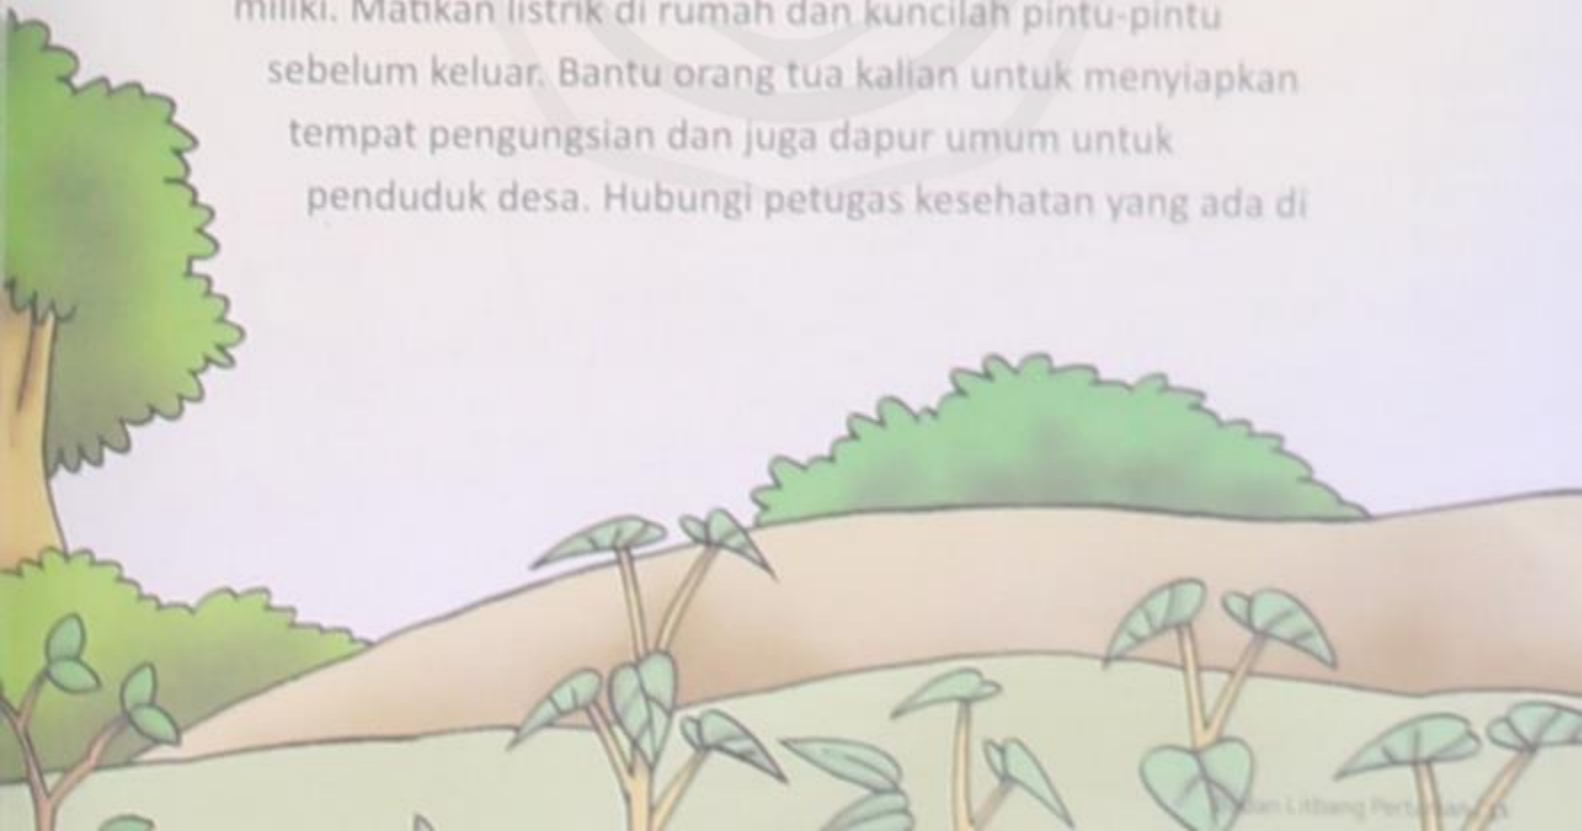 miliki. Matikan listrik di rumah dan kuncilah pintu-pintu
sebelum keluar. Bantu orang tua kalian untuk menyiapkan
tempat pengungsian dan juga dapur umum untuk
penduduk desa. Hubungi petugas kesehatan yang ada di
Litbang